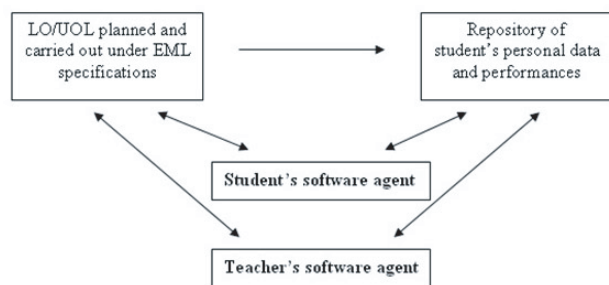 LO/UOL planned and
carried out under EML
specifications
Repository of
student's personal data
and performances
Student's software agent
Teacher's software agent